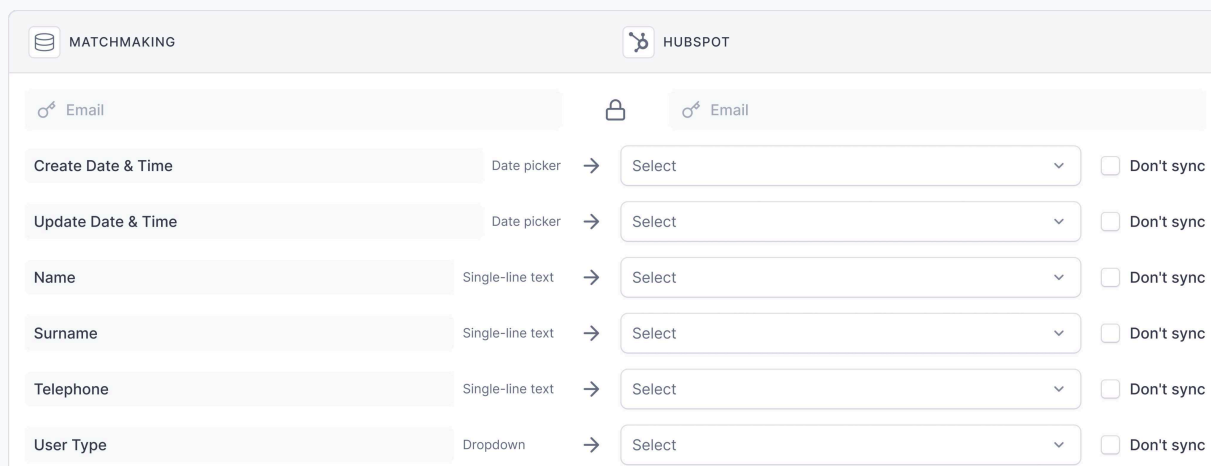 MATCHMAKING HUBSPOT
Email Email
Create Date & Time Date picker Select Don't sync
Update Date & Time Date picker Select Don't sync
Name Single-line text Select Don't sync
Surname Single-line text Select Don't sync
Telephone Single-line text Select Don't sync
User Type Dropdown Select Don't sync